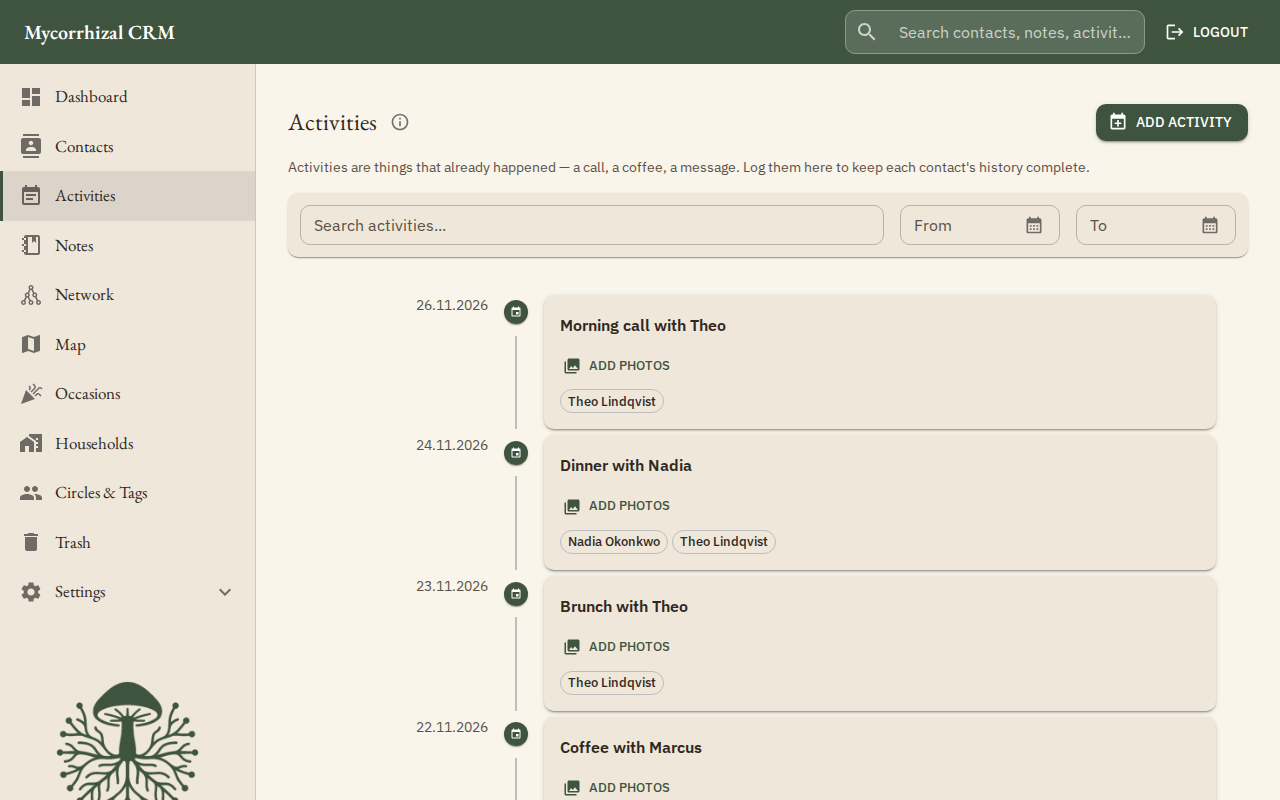 Mycorrhizal CRM
Search contacts, notes, activit...
LOGOUT
Dashboard
Contacts
Activities
Notes
Network
Map
Occasions
Households
Circles & Tags
Trash
Settings
Activities
ADD ACTIVITY
Activities are things that already happened — a call, a coffee, a message. Log them here to keep each contact's history complete.
Search activities...
From
To
26.11.2026
Morning call with Theo
ADD PHOTOS
Theo Lindqvist
24.11.2026
Dinner with Nadia
ADD PHOTOS
Nadia Okonkwo
Theo Lindqvist
23.11.2026
Brunch with Theo
ADD PHOTOS
Theo Lindqvist
22.11.2026
Coffee with Marcus
ADD PHOTOS